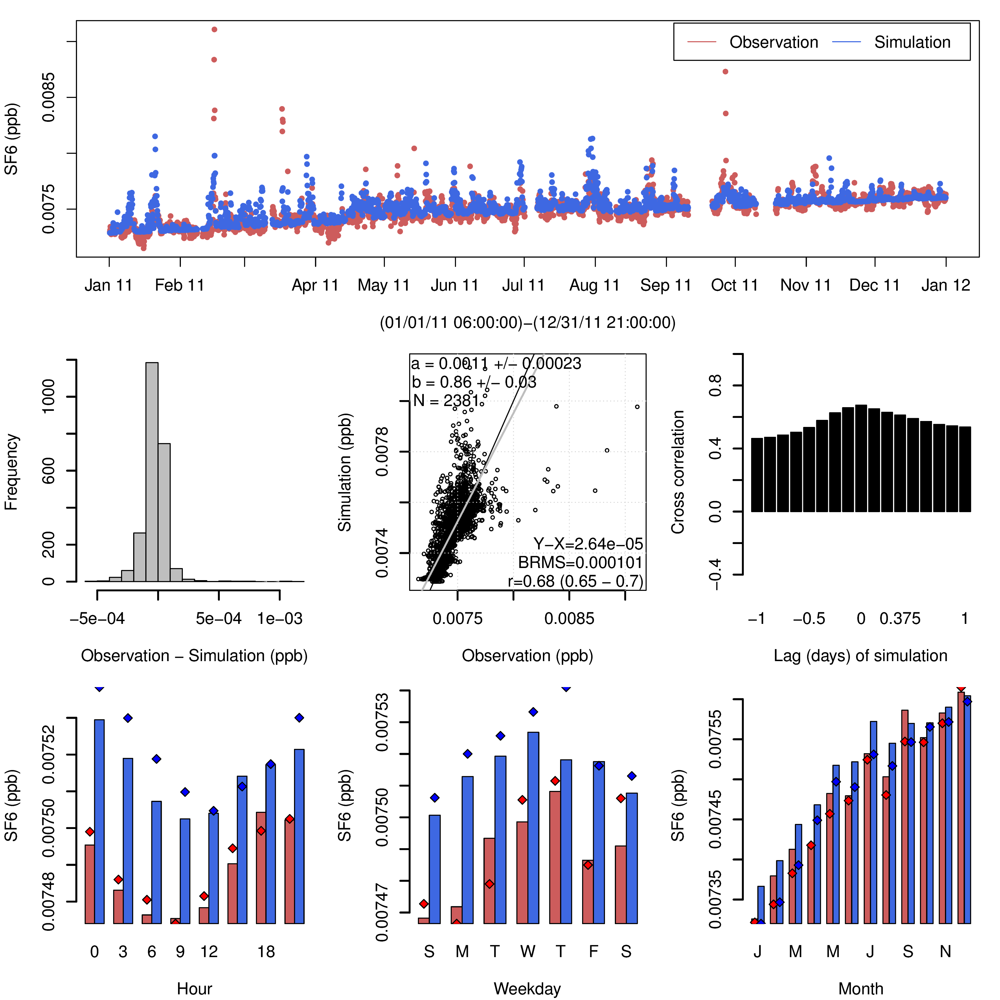 Observation Simulation
SF6 (ppb)
0.0075 0.0085
Jan 11 Feb 11 Apr 11 May 11 Jun 11 Jul 11 Aug 11 Sep 11 Oct 11 Nov 11 Dec 11 Jan 12
(01/01/11 06:00:00)−(12/31/11 21:00:00)
Frequency
0 200 600 1000
−5e−04 5e−04 1e−03
Observation − Simulation (ppb)
a = 0.0011 +/− 0.00023
b = 0.86 +/− 0.03
N = 2381
Simulation (ppb)
0.0074 0.0078
Y−X=2.64e−05
BRMS=0.000101
r=0.68 (0.65 − 0.7)
0.0075 0.0085
Observation (ppb)
Cross correlation
−0.4 0.0 0.4 0.8
−1 −0.5 0 0.375 1
Lag (days) of simulation
SF6 (ppb)
0.00748 0.00750 0.00752
0 3 6 9 12 18
Hour
SF6 (ppb)
0.00747 0.00750 0.00753
S M T W T F S
Weekday
SF6 (ppb)
0.00735 0.00745 0.00755
J M M J S N
Month